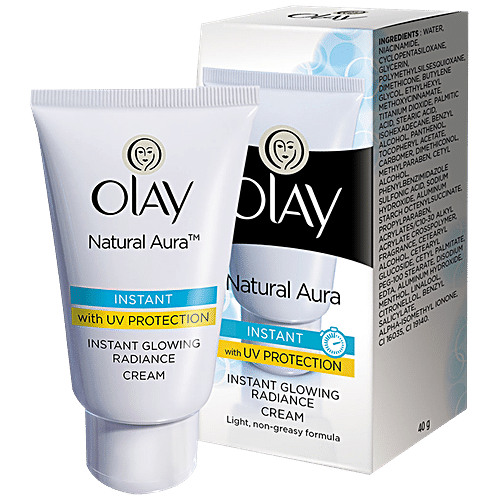 OLAY
Natural Aura™
INSTANT
with UV PROTECTION
INSTANT GLOWING
RADIANCE
CREAM
OLAY
Natural Aura
INSTANT
with UV PROTECTION
INSTANT GLOWING
RADIANCE
CREAM
Light, non-greasy formula
INGREDIENTS : WATER,
NIACINAMIDE,
CYCLOPENTASILOXANE,
GLYCERIN,
POLYMETHYLSILSESQUIOXANE,
DIMETHICONE, BUTYLENE
GLYCOL, ETHYLHEXYL
METHOXYCINNAMATE,
TITANIUM DIOXIDE, PALMITIC
ACID, STEARIC ACID,
ISOHEXADECANE, BENZYL
ALCOHOL, PANTHENOL,
TOCOPHERYL ACETATE,
CARBOMER, DIMETHICONOL,
METHYLPARABEN, CETYL
ALCOHOL,
PHENYLBENZIMIDAZOLE
SULFONIC ACID, SODIUM
HYDROXIDE, ALUMINUM
STARCH OCTENYLSUCCINATE,
PROPYLPARABEN,
ACRYLATES/C10-30 ALKYL
ACRYLATE CROSSPOLYMER,
FRAGRANCE, CETEARYL
ALCOHOL, CETEARYL
GLUCOSIDE, CETYL PALMITATE,
PEG-100 STEARATE, DISODIUM
EDTA, ALUMINUM HYDROXIDE,
MENTHOL, LINALOOL,
CITRONELLOL, BENZYL
SALICYLATE,
ALPHA-ISOMETHYL IONONE,
CI 16035, CI 19140.
40 g